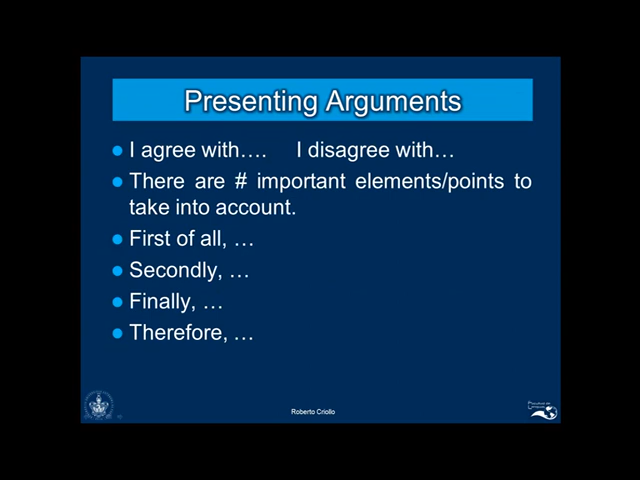 Presenting Arguments
I agree with…. I disagree with…
There are # important elements/points to
take into account.
First of all, …
Secondly, …
Finally, …
Therefore, …
Roberto Criollo